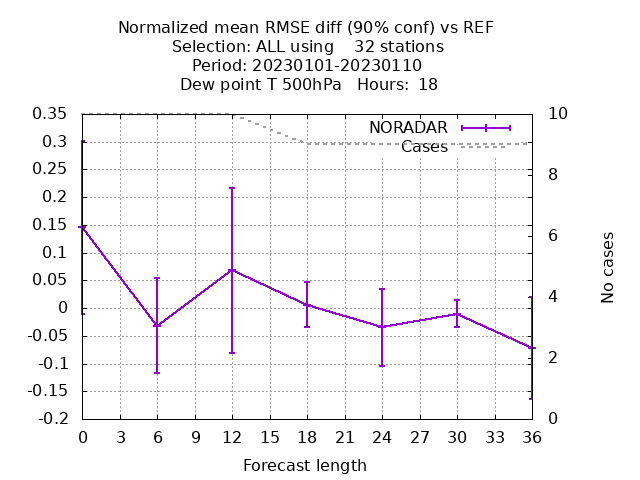 Normalized mean RMSE diff (90% conf) vs REF
Selection: ALL using    32 stations
Period: 20230101-20230110
Dew point T 500hPa   Hours:  18
NORADAR
Cases
0.35
0.3
0.25
0.2
0.15
0.1
0.05
0
-0.05
-0.1
-0.15
-0.2
10
8
6
4
2
0
No cases
0 3 6 9 12 15 18 21 24 27 30 33 36
Forecast length